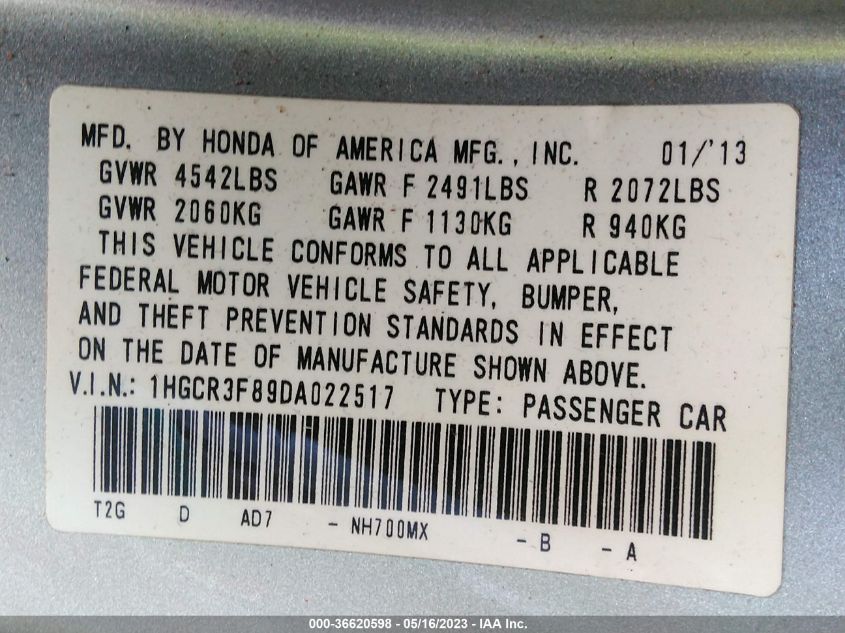 MFD. BY HONDA OF AMERICA MFG., INC. 01/'13
GVWR 4542LBS GAWR F 2491LBS R 2072LBS
GVWR 2060KG GAWR F 1130KG R 940KG
THIS VEHICLE CONFORMS TO ALL APPLICABLE
FEDERAL MOTOR VEHICLE SAFETY, BUMPER,
AND THEFT PREVENTION STANDARDS IN EFFECT
ON THE DATE OF MANUFACTURE SHOWN ABOVE.
V.I.N.: 1HGCR3F89DA022517 TYPE: PASSENGER CAR
T2G D AD7 - NH700MX - B - A
000-36620598 - 05/16/2023 - IAA Inc.